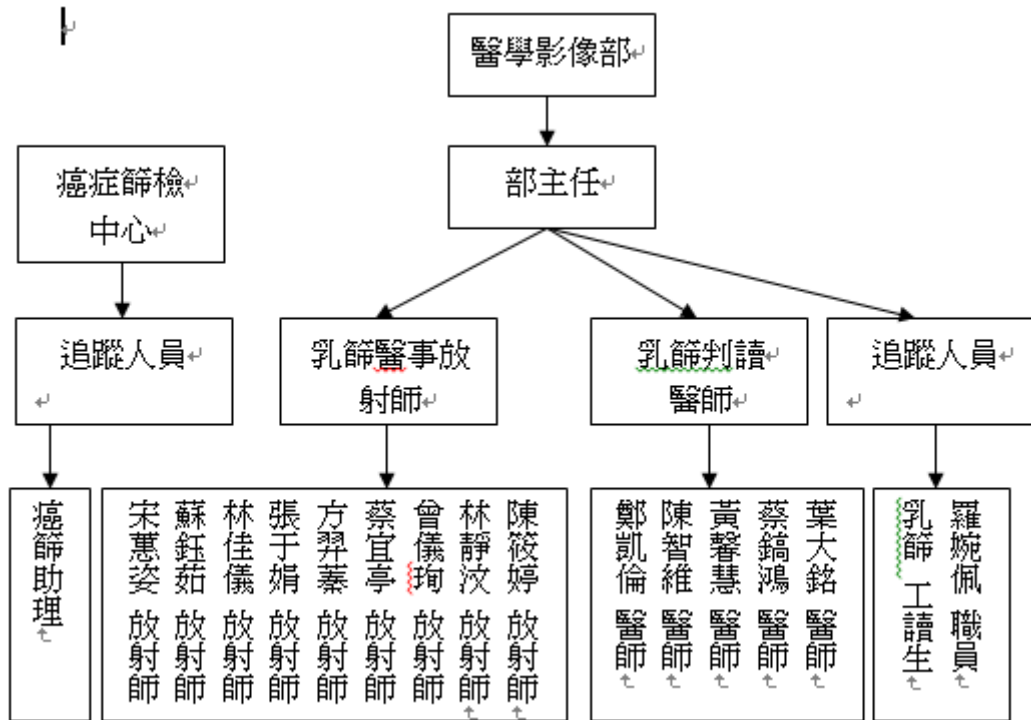 醫學影像部
部主任
癌症篩檢
中心
追蹤人員
乳篩醫事放
射師
乳篩判讀
醫師
追蹤人員
癌篩助理
陳筱婷 放射師
林靜汶 放射師
曾儀珣 放射師
蔡宜亭 放射師
方羿蓁 放射師
張于娟 放射師
林佳儀 放射師
蘇鈺茹 放射師
宋蕙姿 放射師
葉大銘 醫師
蔡鎬鴻 醫師
黃馨慧 醫師
陳智維 醫師
鄭凱倫 醫師
羅婉佩 職員
乳篩 工讀生